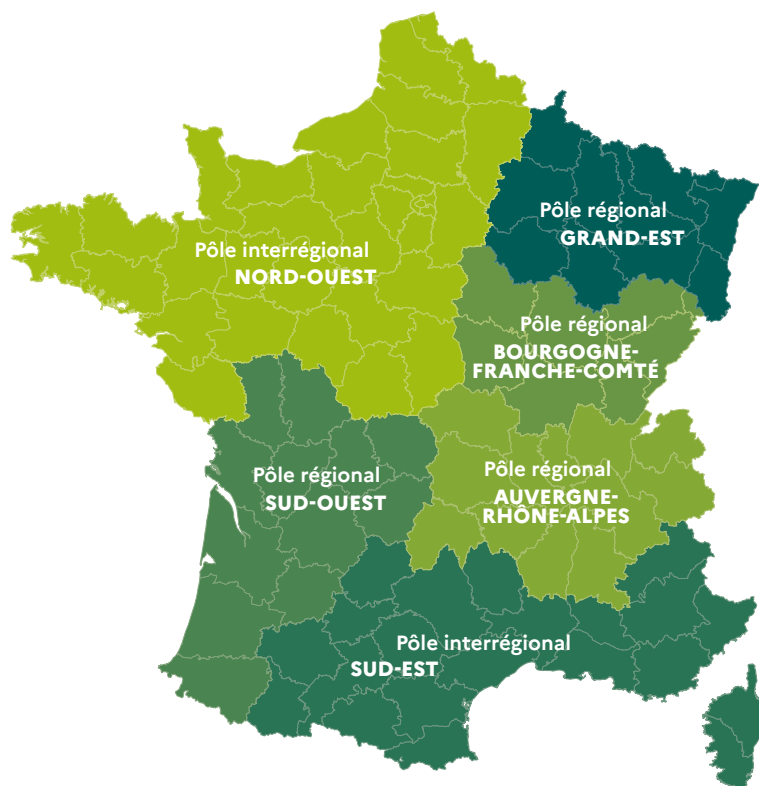 Pôle régional
GRAND-EST
Pôle interrégional
NORD-OUEST
Pôle régional
BOURGOGNE-
FRANCHE-COMTÉ
Pôle régional
SUD-OUEST
Pôle régional
AUVERGNE-
RHÔNE-ALPES
Pôle interrégional
SUD-EST